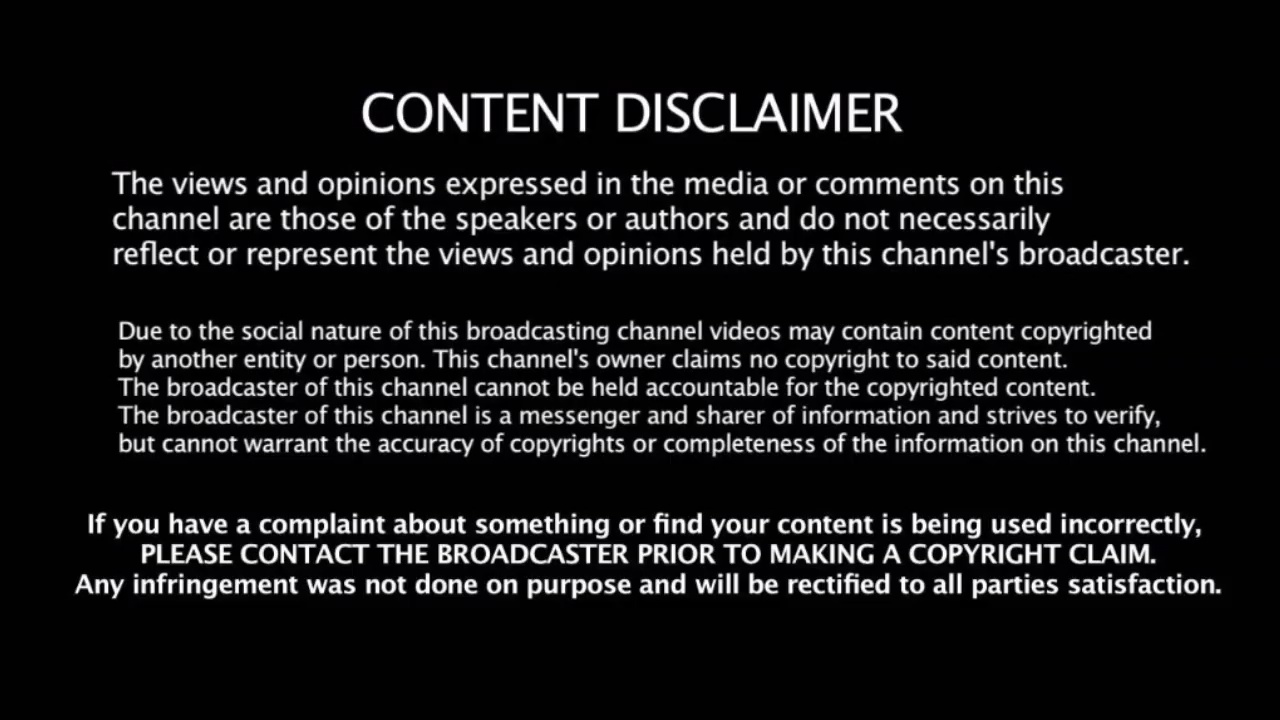 CONTENT DISCLAIMER
The views and opinions expressed in the media or comments on this
channel are those of the speakers or authors and do not necessarily
reflect or represent the views and opinions held by this channel's broadcaster.
Due to the social nature of this broadcasting channel videos may contain content copyrighted
by another entity or person. This channel's owner claims no copyright to said content.
The broadcaster of this channel cannot be held accountable for the copyrighted content.
The broadcaster of this channel is a messenger and sharer of information and strives to verify,
but cannot warrant the accuracy of copyrights or completeness of the information on this channel.
If you have a complaint about something or find your content is being used incorrectly,
PLEASE CONTACT THE BROADCASTER PRIOR TO MAKING A COPYRIGHT CLAIM.
Any infringement was not done on purpose and will be rectified to all parties satisfaction.